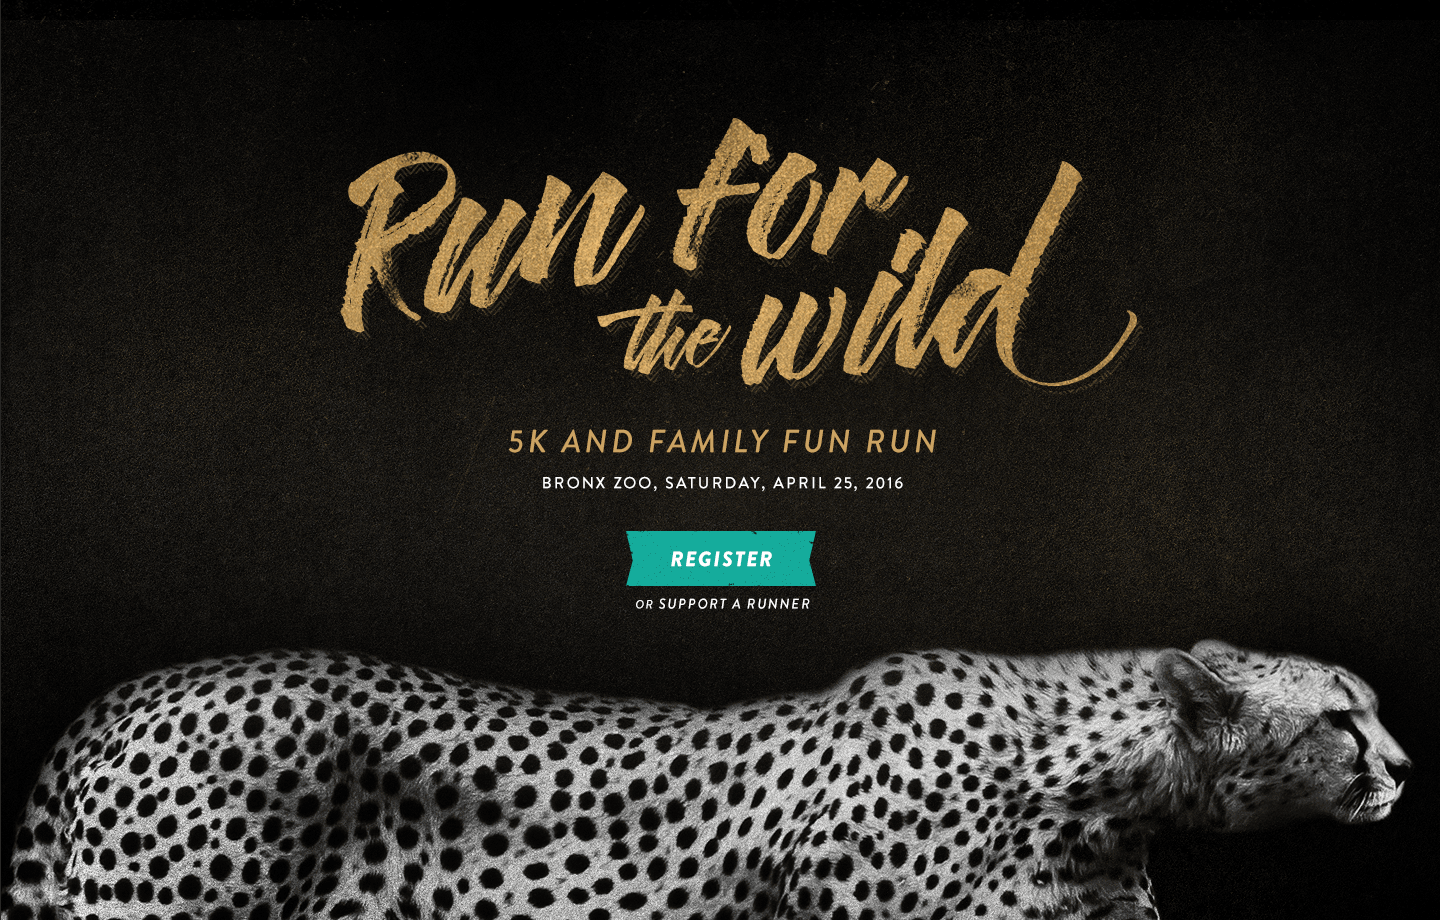 Run for
the wild
5K AND FAMILY FUN RUN
BRONX ZOO, SATURDAY, APRIL 25, 2016
REGISTER
OR SUPPORT A RUNNER